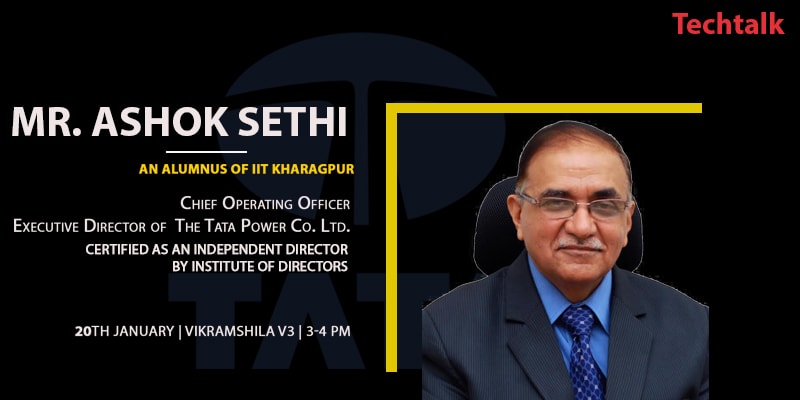 Techtalk
MR. ASHOK SETHI
AN ALUMNUS OF IIT KHARAGPUR
CHIEF OPERATING OFFICER
EXECUTIVE DIRECTOR OF THE TATA POWER CO. LTD.
CERTIFIED AS AN INDEPENDENT DIRECTOR
BY INSTITUTE OF DIRECTORS
TATA
20TH JANUARY | VIKRAMSHILA V3 | 3-4 PM